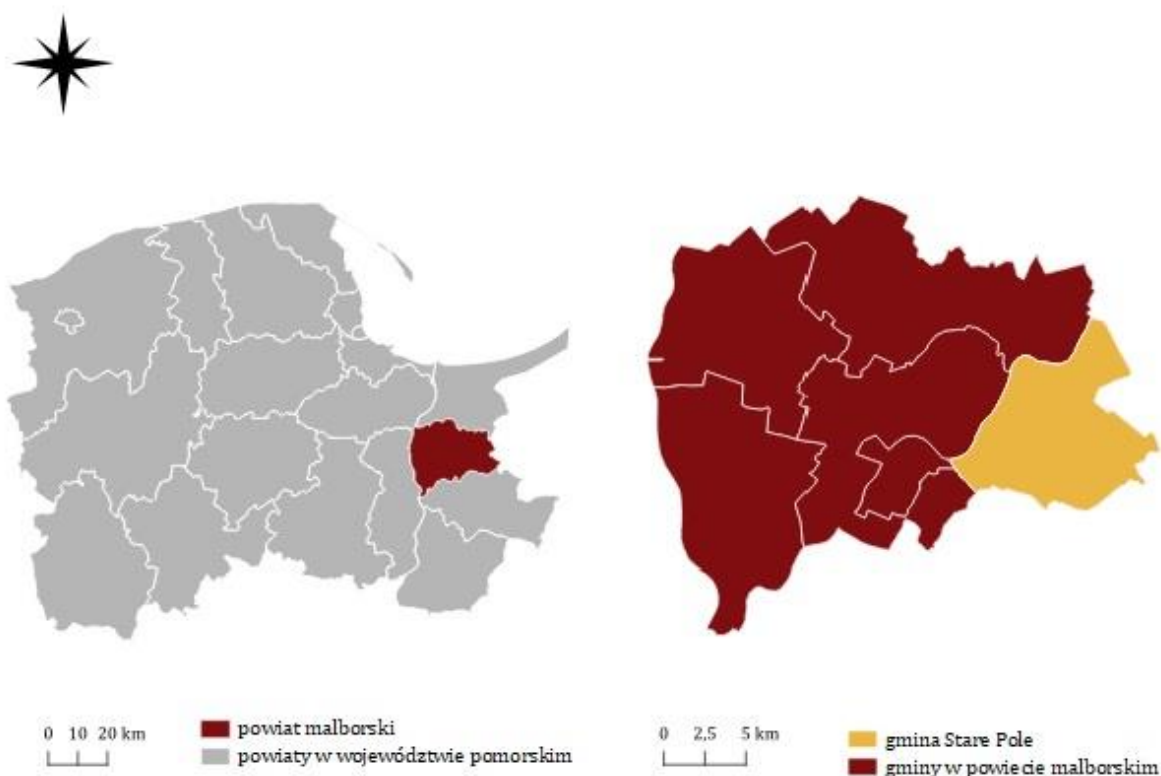 0 10 20 km
powiat malborski
powiaty w województwie pomorskim
0 2,5 5 km
gmina Stare Pole
gminy w powiecie malborskim